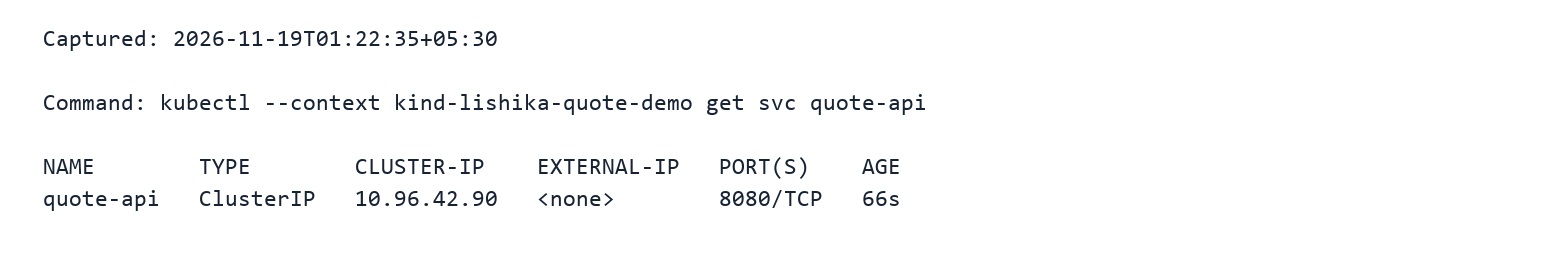 Captured: 2026-11-19T01:22:35+05:30
Command: kubectl --context kind-lishika-quote-demo get svc quote-api
NAME        TYPE        CLUSTER-IP    EXTERNAL-IP   PORT(S)    AGE
quote-api   ClusterIP   10.96.42.90   <none>        8080/TCP   66s